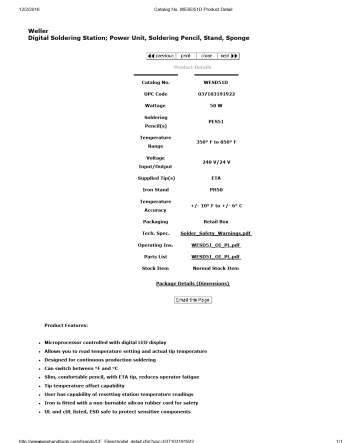 12/2/2016 Catalog No. WESD51D Product Detail
Weller
Digital Soldering Station; Power Unit, Soldering Pencil, Stand, Sponge
previous print close next
Product Details
Catalog No. WESD51D
UPC Code 037103191922
Wattage 50 W
Soldering Pencil(s) PES51
Temperature Range 350° F to 850° F
Voltage Input/Output 240 V/24 V
Supplied Tip(s) ETA
Iron Stand PH50
Temperature Accuracy +/- 10° F to +/- 6° C
Packaging Retail Box
Tech. Spec. Solder_Safety_Warnings.pdf
Operating Ins. WESD51_OI_PL.pdf
Parts List WESD51_OI_PL.pdf
Stock Item Normal Stock Item
Package Details (Dimensions)
Email this Page
Product Features:
• Microprocessor controlled with digital LED display
• Allows you to read temperature setting and actual tip temperature
• Designed for continuous production soldering
• Can switch between °F and °C
• Slim, comfortable pencil, with ETA tip, reduces operator fatigue
• Tip temperature offset capability
• User has capability of resetting station temperature readings
• Iron is fitted with a non-burnable silicon rubber cord for safety
• UL and cUL listed, ESD safe to protect sensitive components
1/1